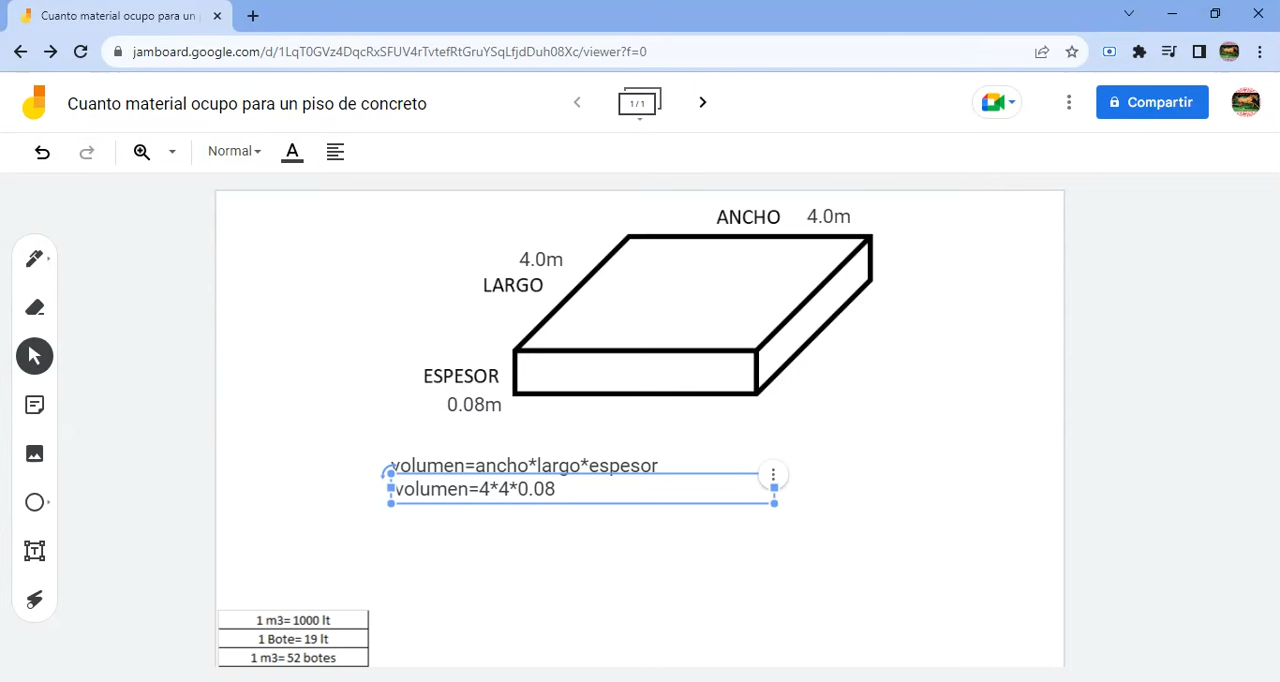 Cuanto material ocupo para un
jamboard.google.com/d/1LqT0GVz4DqcRxSFUV4rTvtefRtGruYSqLfjdDuh08Xc/viewer?f=0
Cuanto material ocupo para un piso de concreto
1 / 1
Compartir
Normal
A
ANCHO 4.0m
4.0m
LARGO
ESPESOR
0.08m
volumen=ancho*largo*espesor
volumen=4*4*0.08
1 m3= 1000 lt
1 Bote= 19 lt
1 m3= 52 botes